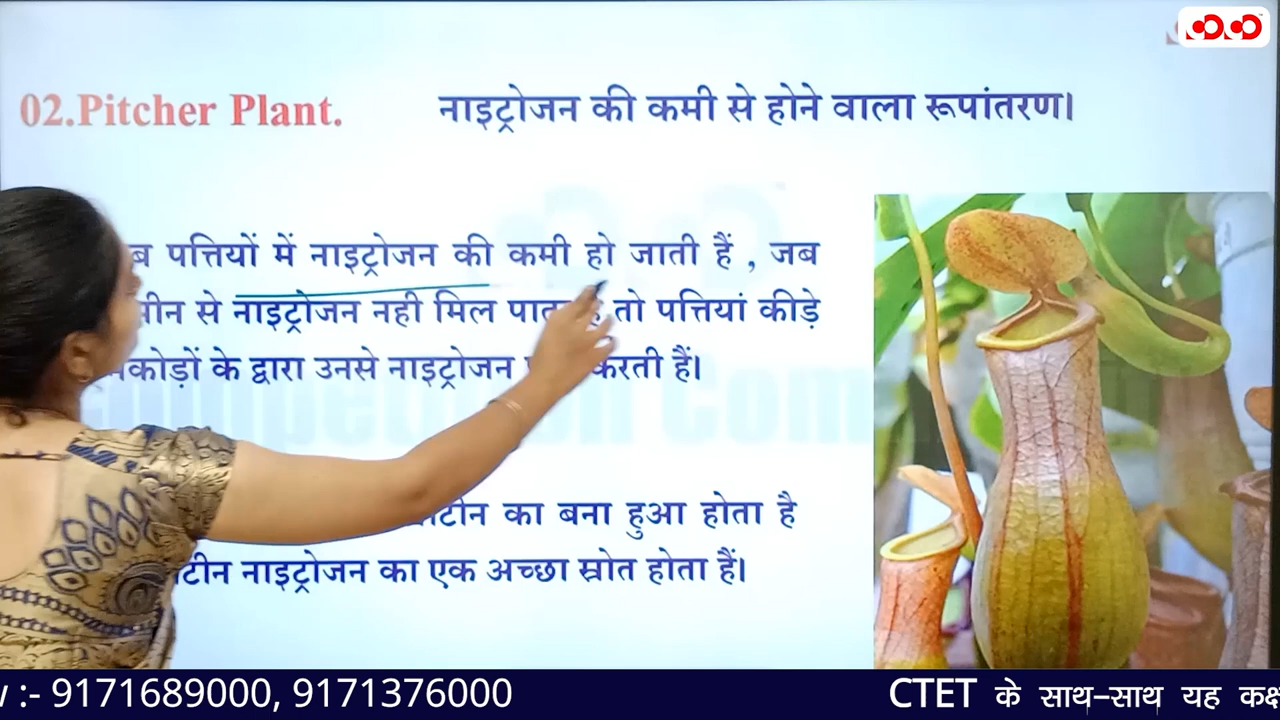 02.Pitcher Plant. नाइट्रोजन की कमी से होने वाला रूपांतरण।
पत्तियों में नाइट्रोजन की कमी हो जाती हैं , जब
से नाइट्रोजन नही मिल तो पत्तियां कीड़े
के द्वारा उनसे नाइट्रोजन करती हैं।
का बना हुआ होता है
नाइट्रोजन का एक अच्छा स्रोत होता हैं।
:- 9171689000, 9171376000 CTET के साथ-साथ यह